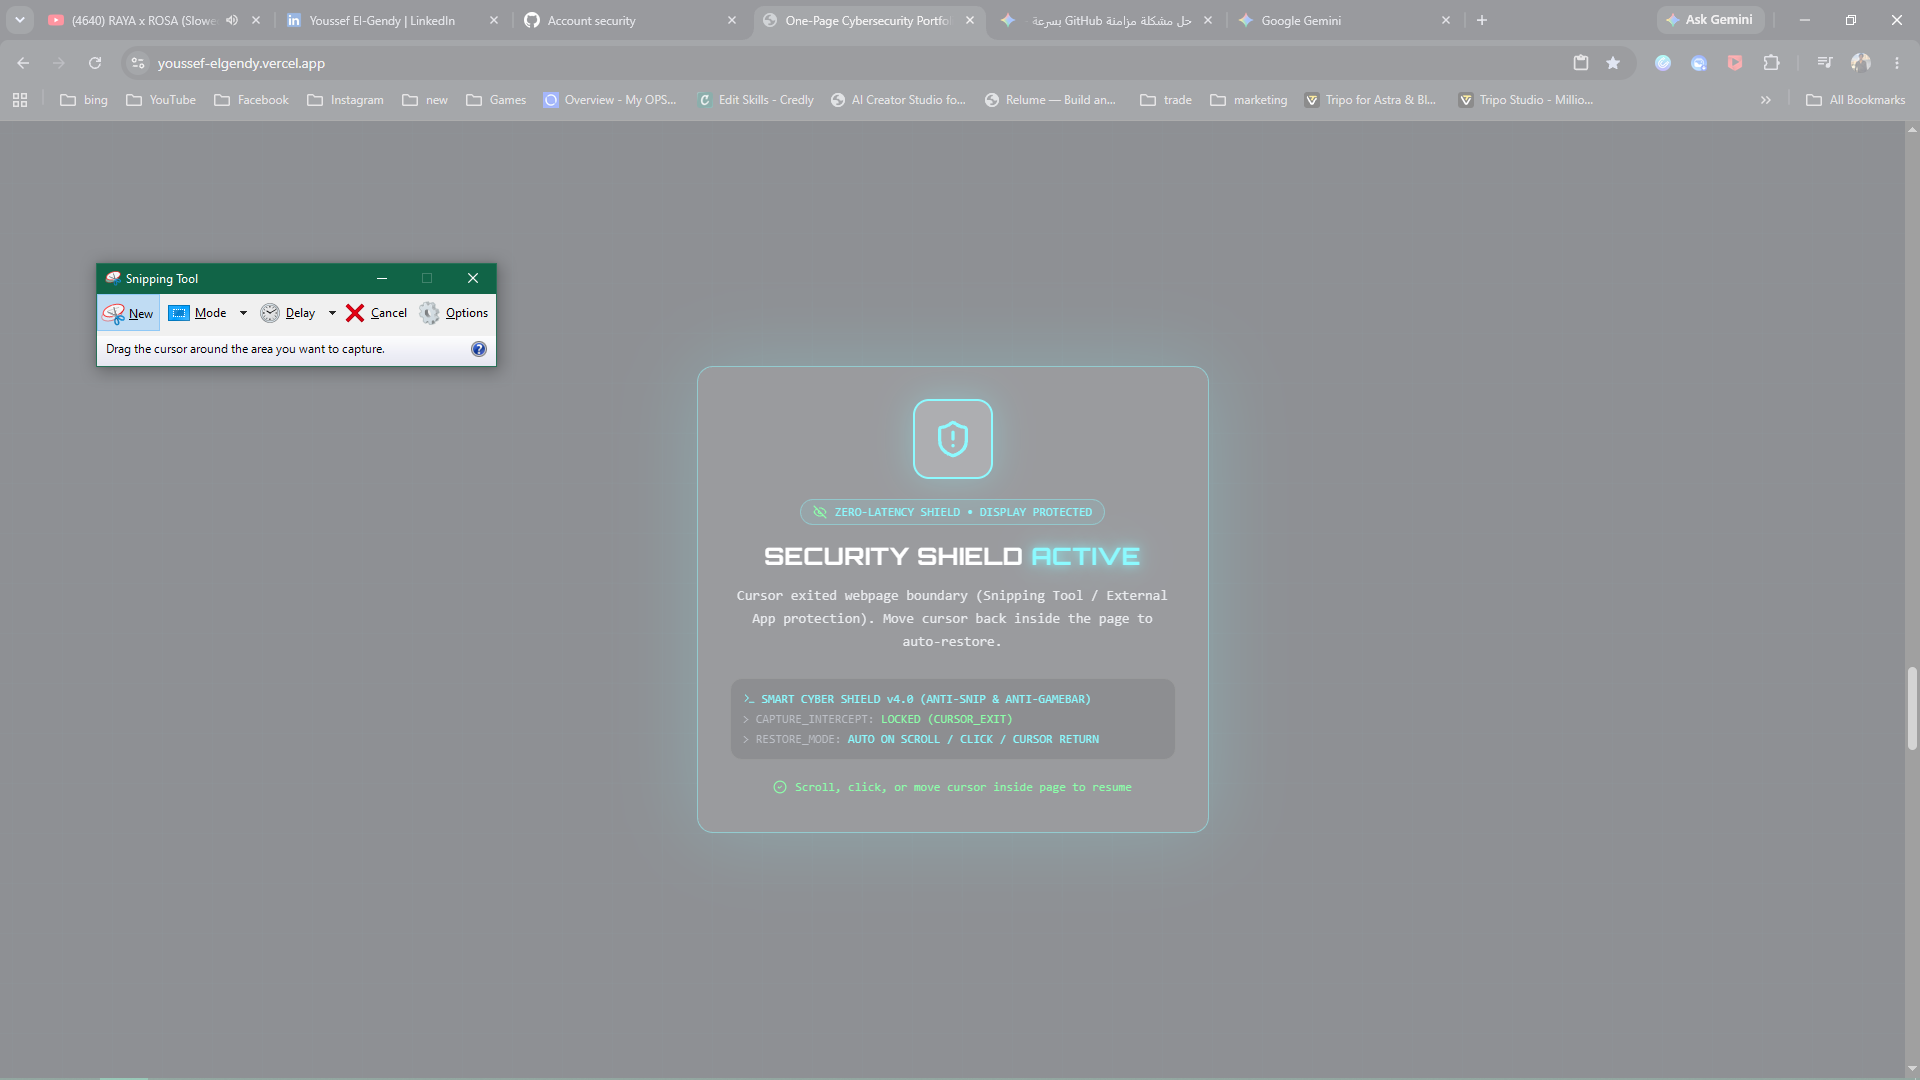 (4640) RAYA x ROSA (Slowe
Youssef El-Gendy | LinkedIn
Account security
One-Page Cybersecurity Portfo
حل مشكلة مزامنة GitHub بسرعة
Google Gemini
Ask Gemini
youssef-elgendy.vercel.app
bing
YouTube
Facebook
Instagram
new
Games
Overview - My OPS...
Edit Skills - Credly
AI Creator Studio fo...
Relume — Build an...
trade
marketing
Tripo for Astra & Bl...
Tripo Studio - Millio...
All Bookmarks
Snipping Tool
New
Mode
Delay
Cancel
Options
Drag the cursor around the area you want to capture.
ZERO-LATENCY SHIELD • DISPLAY PROTECTED
SECURITY SHIELD ACTIVE
Cursor exited webpage boundary (Snipping Tool / External
App protection). Move cursor back inside the page to
auto-restore.
>_ SMART CYBER SHIELD v4.0 (ANTI-SNIP & ANTI-GAMEBAR)
> CAPTURE_INTERCEPT: LOCKED (CURSOR_EXIT)
> RESTORE_MODE: AUTO ON SCROLL / CLICK / CURSOR RETURN
Scroll, click, or move cursor inside page to resume